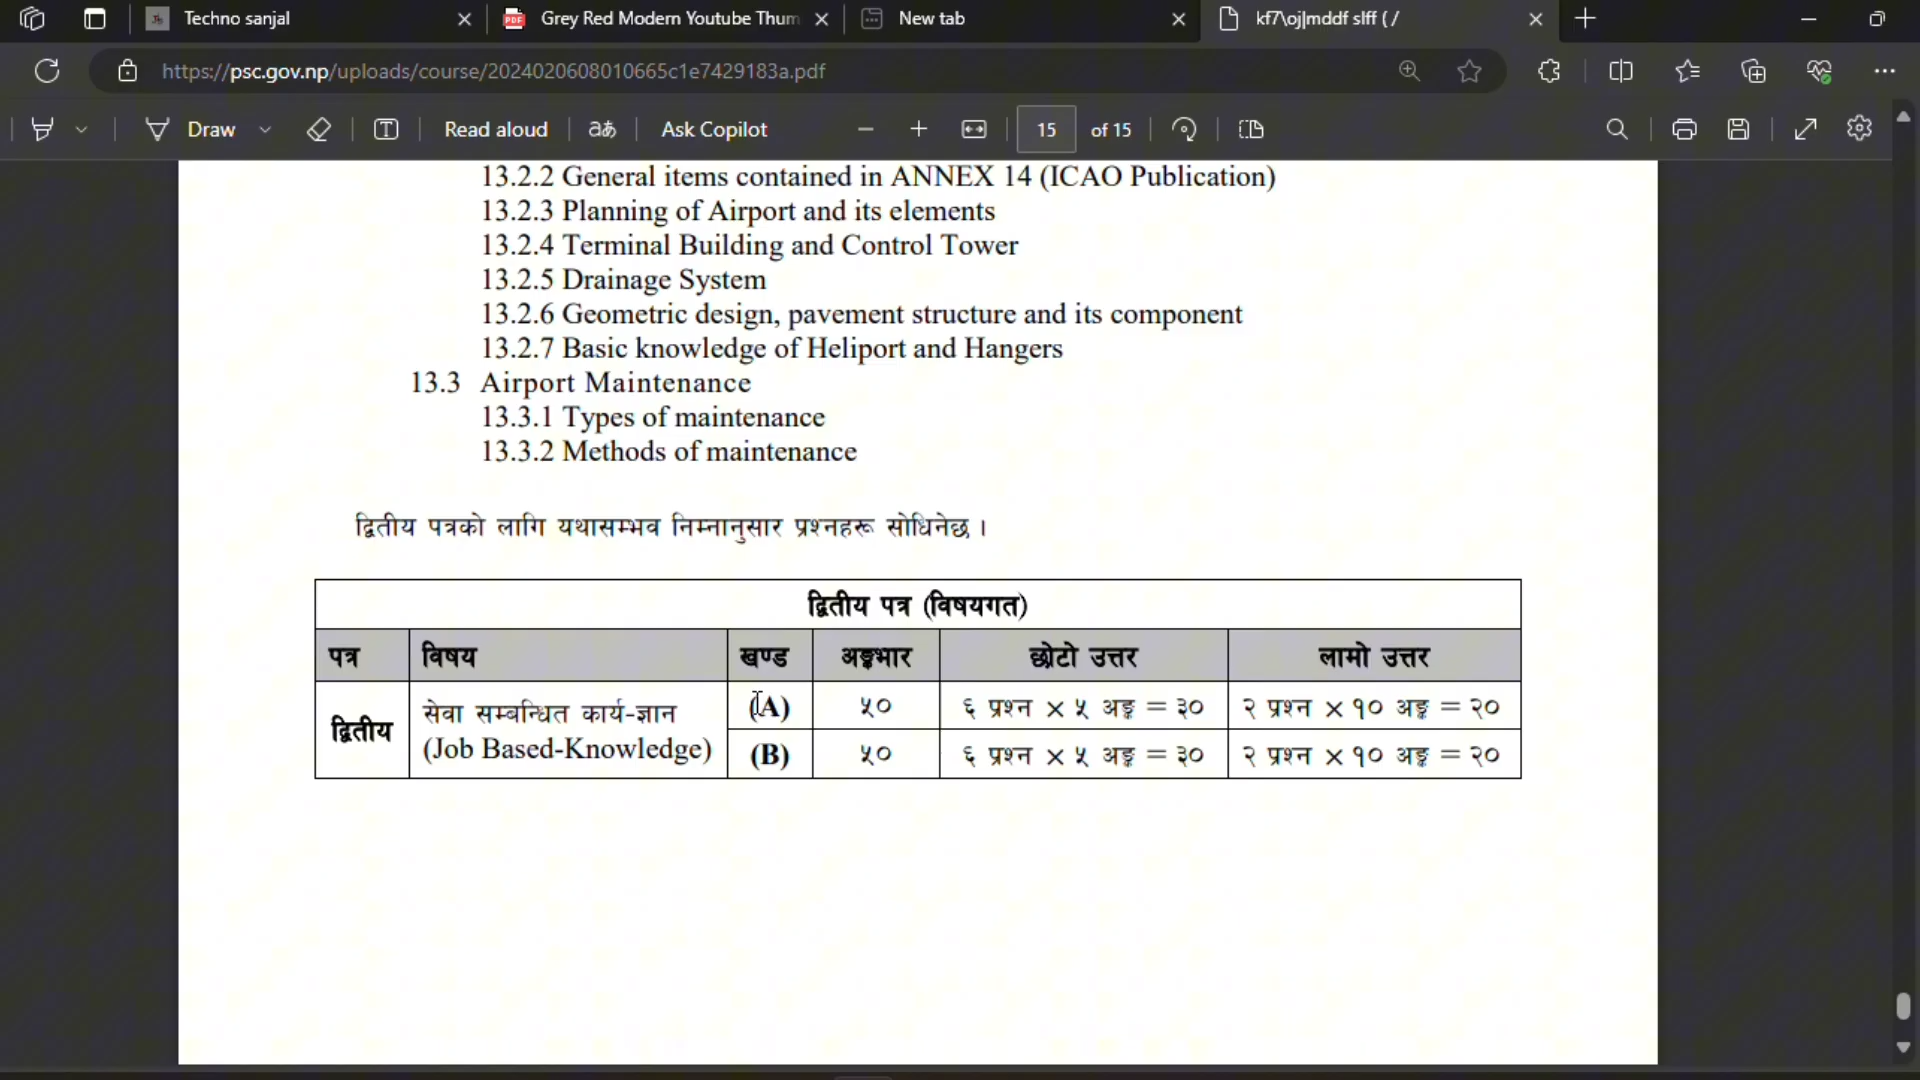 Techno sanjal
Grey Red Modern Youtube Thum
New tab
kf7\oj|mddf slff ( /
https://psc.gov.np/uploads/course/2024020608010665c1e7429183a.pdf
Draw
Read aloud
aあ
Ask Copilot
15 of 15
13.2.2 General items contained in ANNEX 14 (ICAO Publication)
13.2.3 Planning of Airport and its elements
13.2.4 Terminal Building and Control Tower
13.2.5 Drainage System
13.2.6 Geometric design, pavement structure and its component
13.2.7 Basic knowledge of Heliport and Hangers
13.3 Airport Maintenance
13.3.1 Types of maintenance
13.3.2 Methods of maintenance
द्वितीय पत्रको लागि यथासम्भव निम्नानुसार प्रश्नहरू सोधिनेछ ।
द्वितीय पत्र (विषयगत)
पत्र विषय खण्ड अङ्कभार छोटो उत्तर लामो उत्तर
द्वितीय
सेवा सम्बन्धित कार्य-ज्ञान
(Job Based-Knowledge)
(A) ५० ६ प्रश्न × ५ अङ्क = ३० २ प्रश्न × १० अङ्क = २०
(B) ५० ६ प्रश्न × ५ अङ्क = ३० २ प्रश्न × १० अङ्क = २०